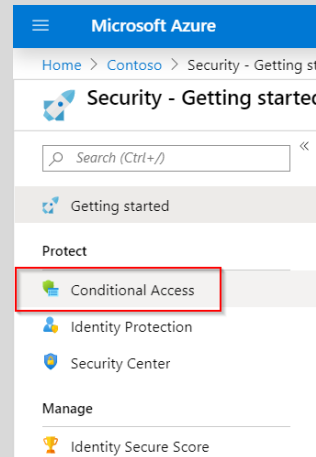 Microsoft Azure
Home > Contoso > Security - Getting st
Security - Getting started
Search (Ctrl+/)
«
Getting started
Protect
Conditional Access
Identity Protection
Security Center
Manage
Identity Secure Score